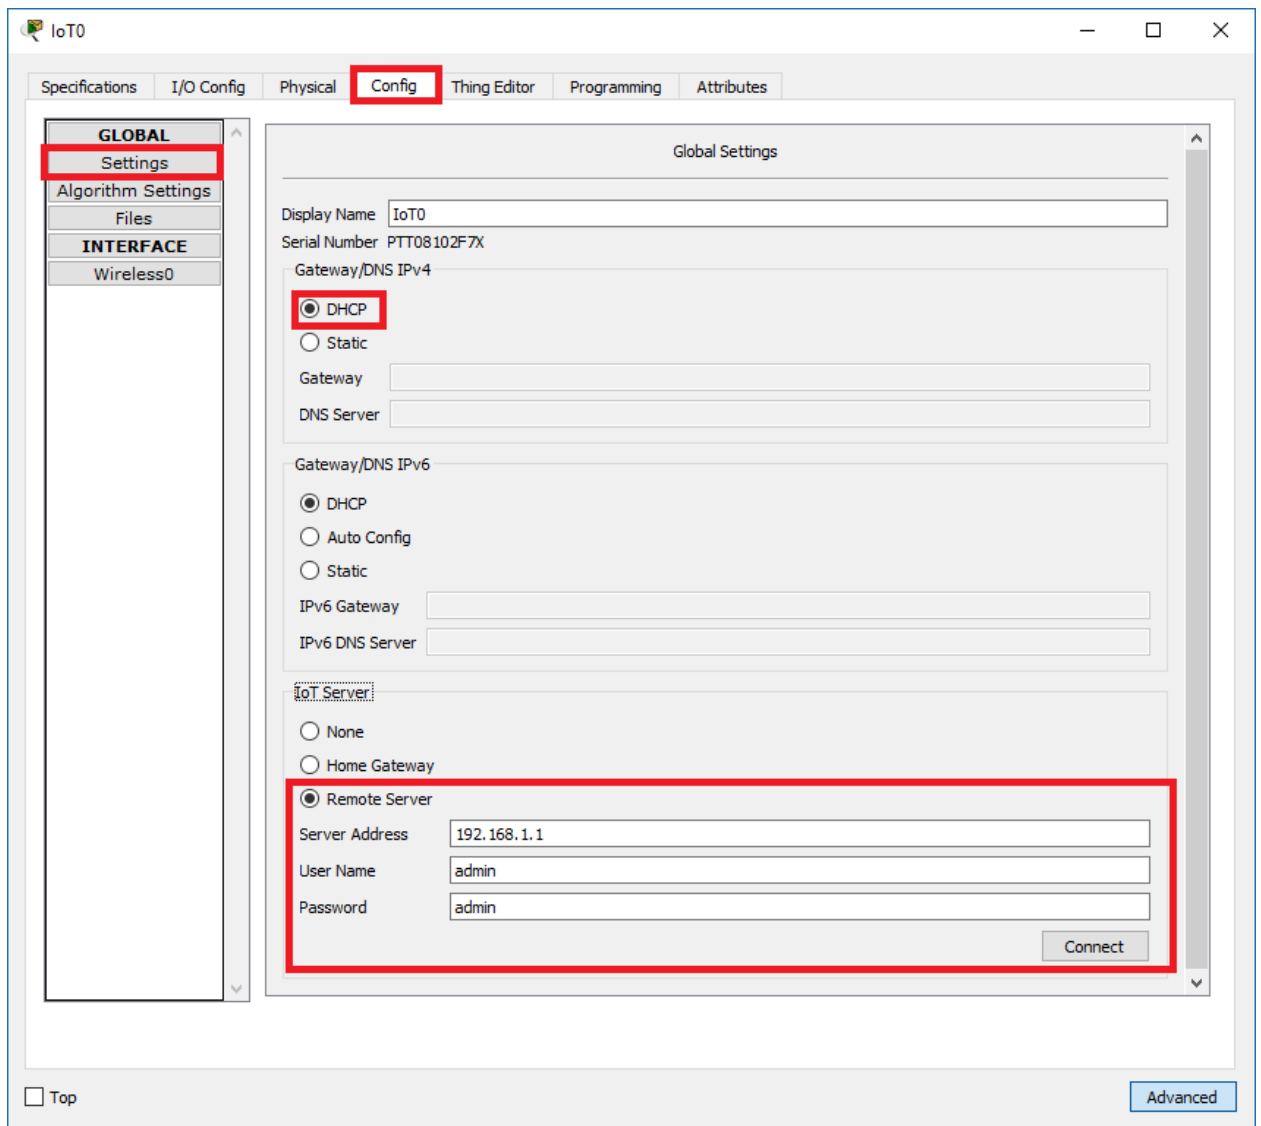 IoT0
Specifications I/O Config Physical Config Thing Editor Programming Attributes
GLOBAL
Settings
Algorithm Settings
Files
INTERFACE
Wireless0
Global Settings
Display Name IoT0
Serial Number PTT08102F7X
Gateway/DNS IPv4
DHCP
Static
Gateway
DNS Server
Gateway/DNS IPv6
DHCP
Auto Config
Static
IPv6 Gateway
IPv6 DNS Server
IoT Server
None
Home Gateway
Remote Server
Server Address 192.168.1.1
User Name admin
Password admin
Connect
Top
Advanced